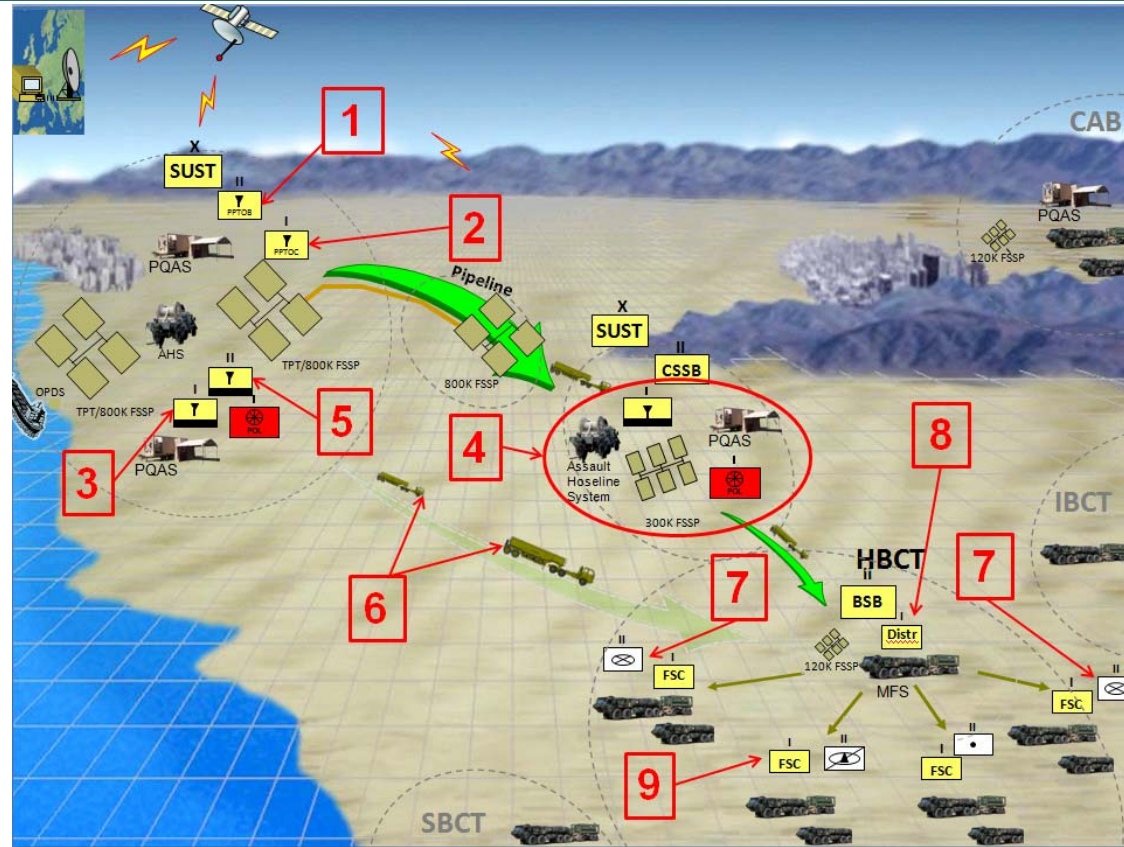 1
X
SUST
II
PPTOB
2
I
PPTOC
CAB
PQAS
120K FSSP
PQAS
Pipeline
AHS
OPDS
TPT/800K FSSP
TPT/800K FSSP
800K FSSP
X
SUST
II
CSSB
I
4
Assault
Hoseline
System
PQAS
I
POL
300K FSSP
II
I
I
POL
5
3
PQAS
6
8
IBCT
7
HBCT
II
BSB
I
Distr
120K FSSP
MFS
7
II
I
FSC
II
I
FSC
9
I
FSC
II
II
I
FSC
SBCT